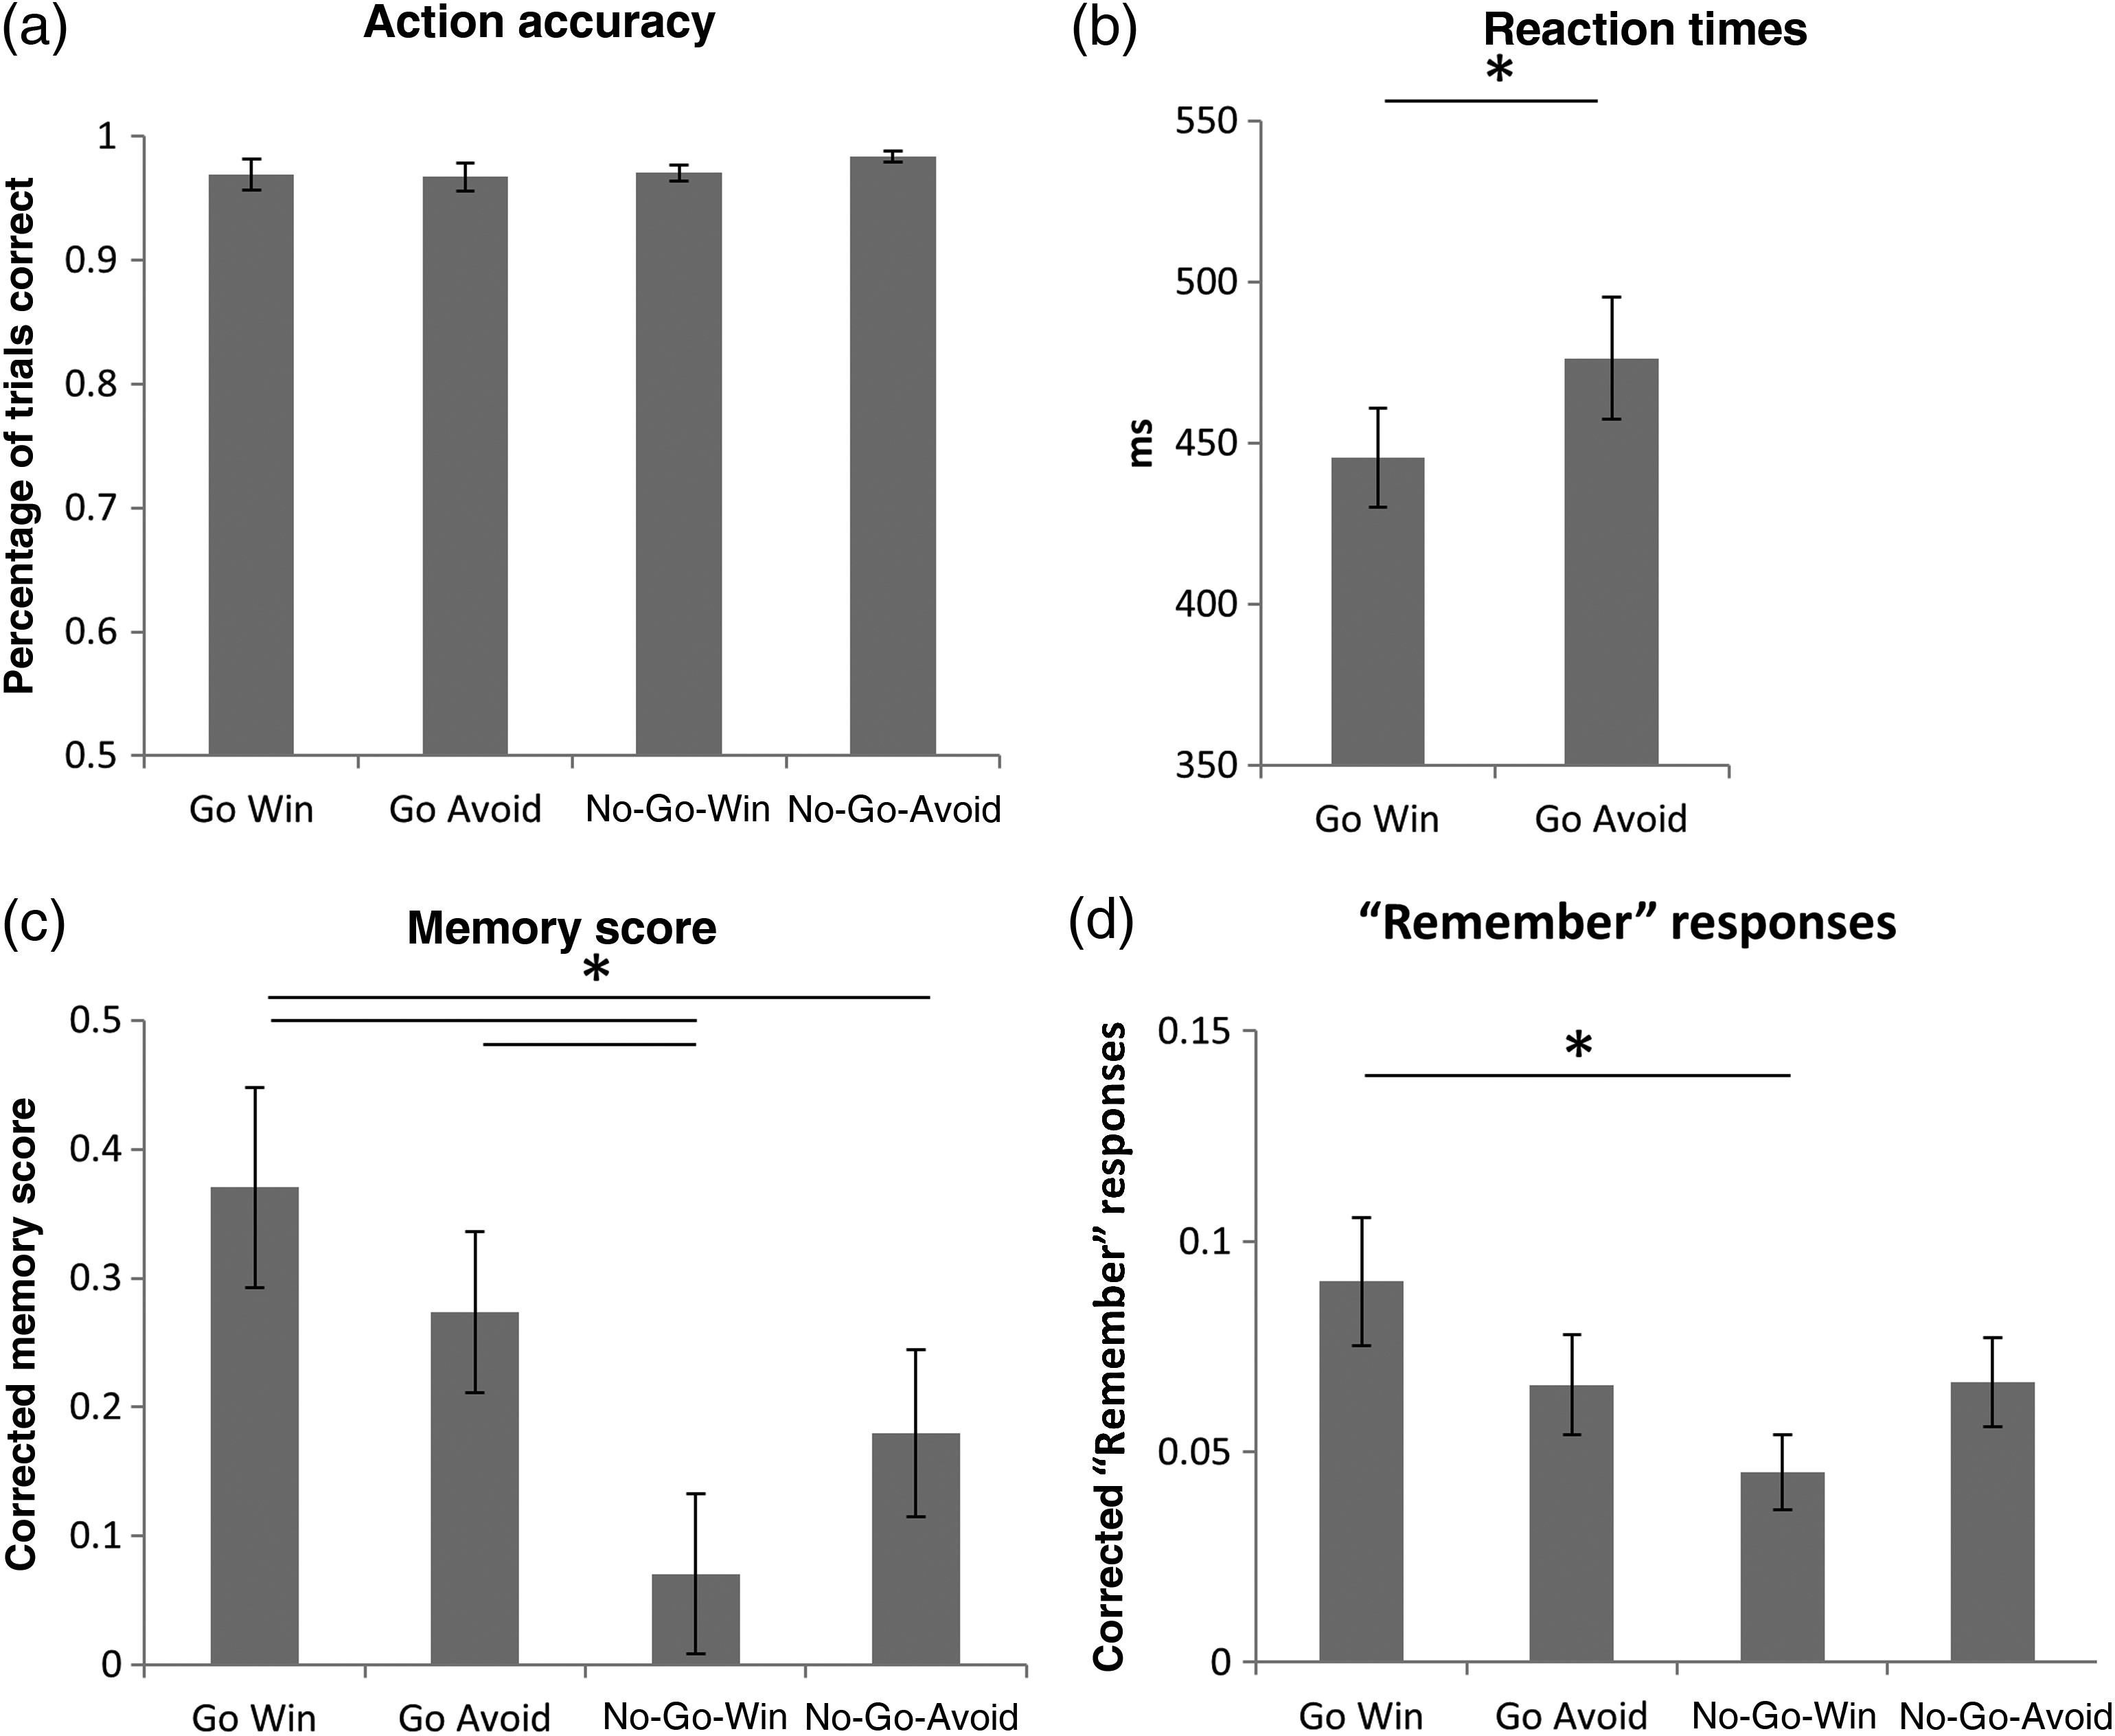 (a)
Action accuracy
Percentage of trials correct
1
0.9
0.8
0.7
0.6
0.5
Go Win
Go Avoid
No-Go-Win
No-Go-Avoid
(b)
Reaction times
*
ms
550
500
450
400
350
Go Win
Go Avoid
(c)
Memory score
*
Corrected memory score
0.5
0.4
0.3
0.2
0.1
0
Go Win
Go Avoid
No-Go-Win
No-Go-Avoid
(d)
“Remember” responses
*
Corrected “Remember” responses
0.15
0.1
0.05
0
Go Win
Go Avoid
No-Go-Win
No-Go-Avoid